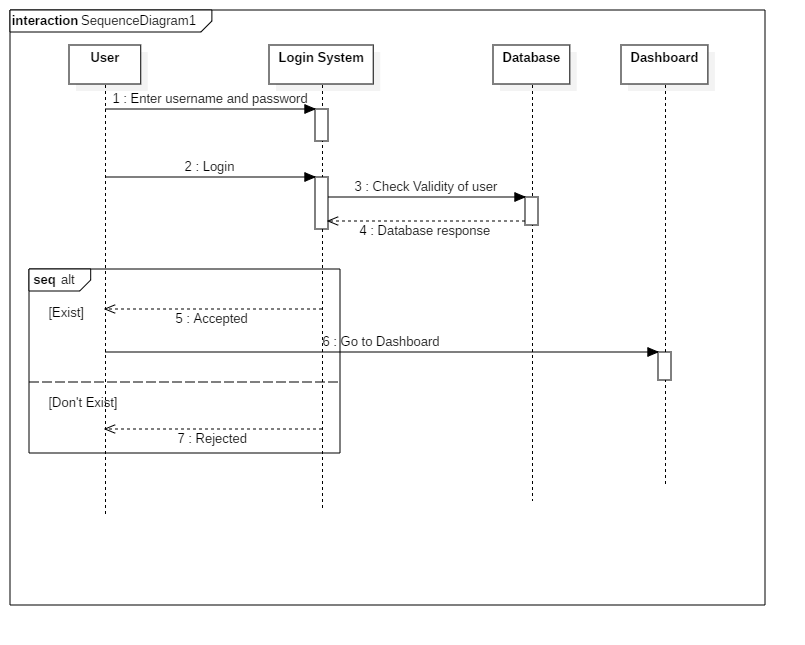 interaction SequenceDiagram1
User
Login System
Database
Dashboard
1 : Enter username and password
2 : Login
3 : Check Validity of user
4 : Database response
seq alt
[Exist]
5 : Accepted
6 : Go to Dashboard
[Don't Exist]
7 : Rejected